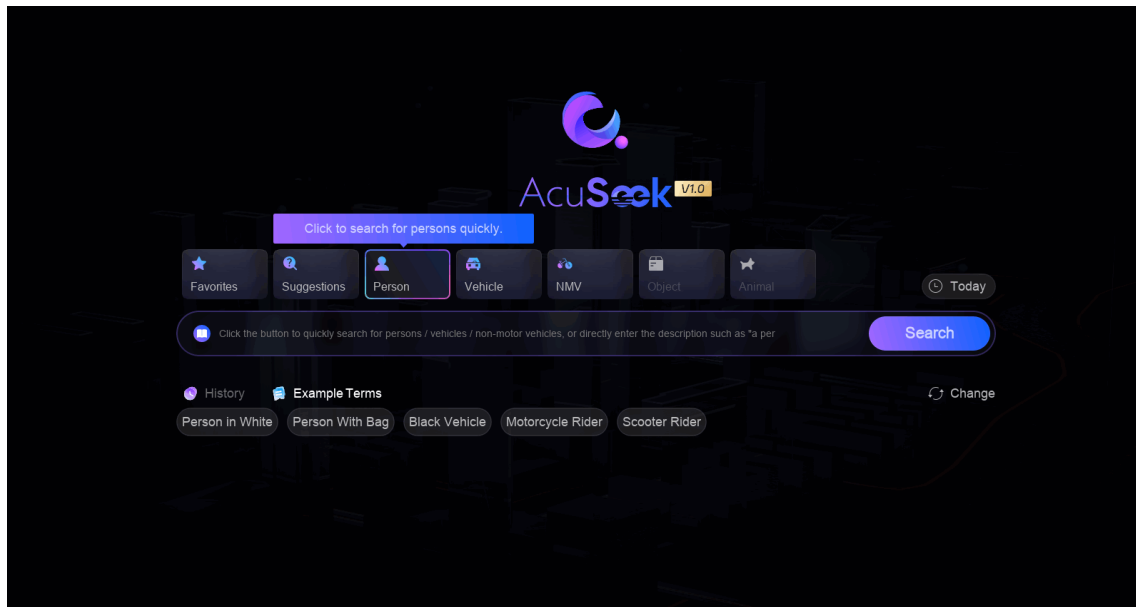 AcuSeek V1.0
Click to search for persons quickly.
Favorites
Suggestions
Person
Vehicle
NMV
Object
Animal
Today
Click the button to quickly search for persons / vehicles / non-motor vehicles, or directly enter the description such as "a per
Search
History
Example Terms
Change
Person in White
Person With Bag
Black Vehicle
Motorcycle Rider
Scooter Rider